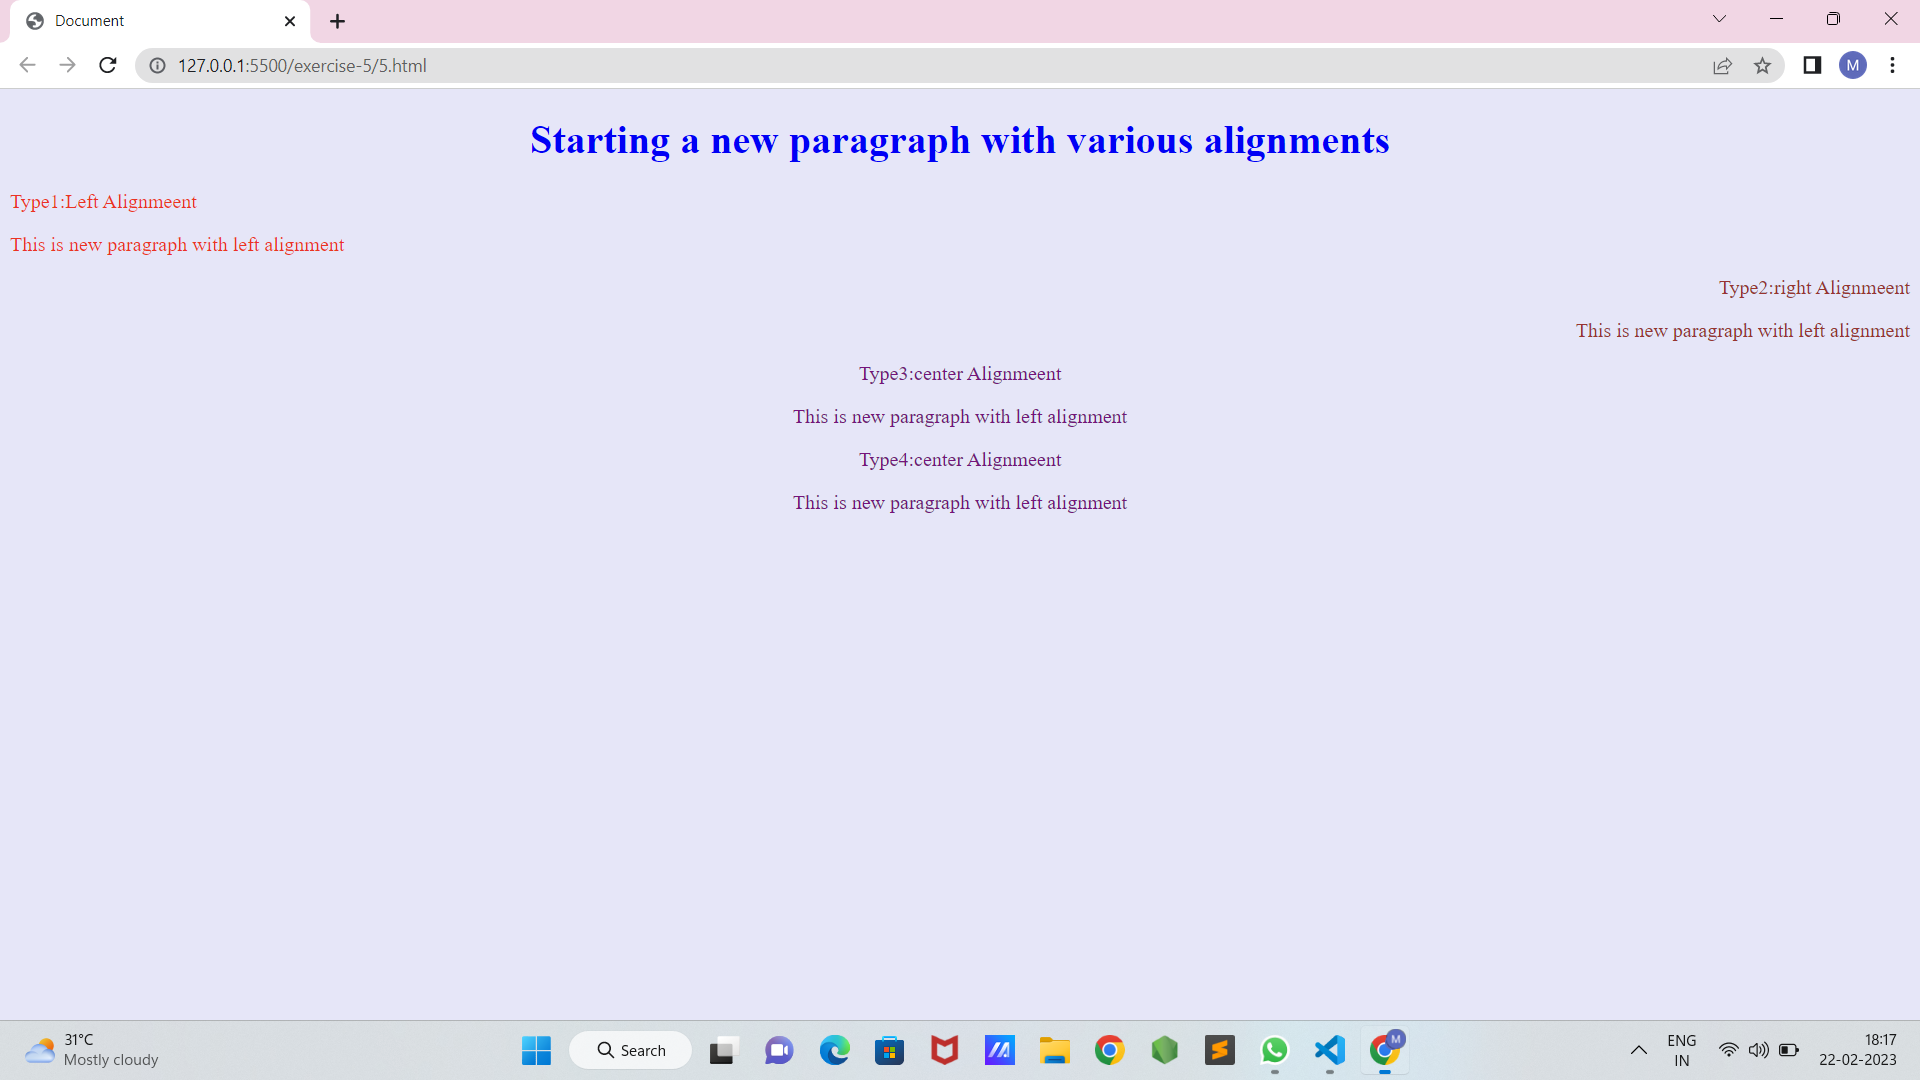 Document
127.0.0.1:5500/exercise-5/5.html
M
Starting a new paragraph with various alignments
Type1:Left Alignmeent
This is new paragraph with left alignment
Type2:right Alignmeent
This is new paragraph with left alignment
Type3:center Alignmeent
This is new paragraph with left alignment
Type4:center Alignmeent
This is new paragraph with left alignment
31°C
Mostly cloudy
Search
M
ENG
IN
18:17
22-02-2023